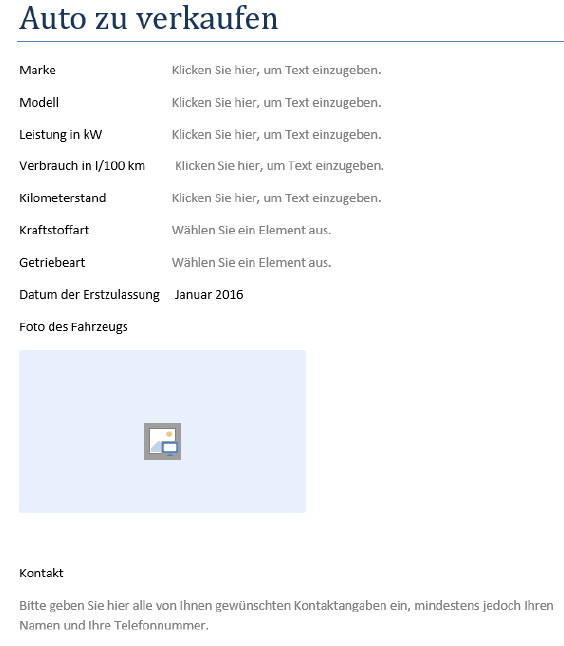 Auto zu verkaufen
Marke Klicken Sie hier, um Text einzugeben.
Modell Klicken Sie hier, um Text einzugeben.
Leistung in kW Klicken Sie hier, um Text einzugeben.
Verbrauch in l/100 km Klicken Sie hier, um Text einzugeben.
Kilometerstand Klicken Sie hier, um Text einzugeben.
Kraftstoffart Wählen Sie ein Element aus.
Getriebeart Wählen Sie ein Element aus.
Datum der Erstzulassung Januar 2016
Foto des Fahrzeugs
Kontakt
Bitte geben Sie hier alle von Ihnen gewünschten Kontaktangaben ein, mindestens jedoch Ihren
Namen und Ihre Telefonnummer.